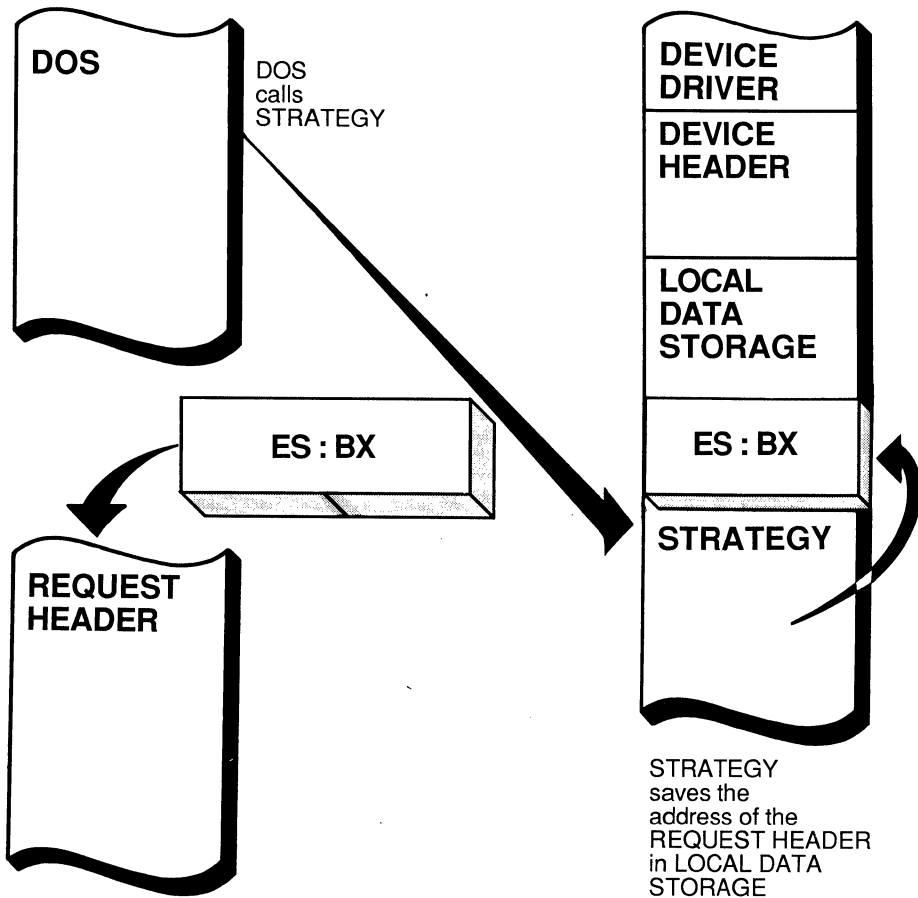 DOS
DOS
calls
STRATEGY
ES : BX
REQUEST
HEADER
DEVICE
DRIVER
DEVICE
HEADER
LOCAL
DATA
STORAGE
ES : BX
STRATEGY
STRATEGY
saves the
address of the
REQUEST HEADER
in LOCAL DATA
STORAGE